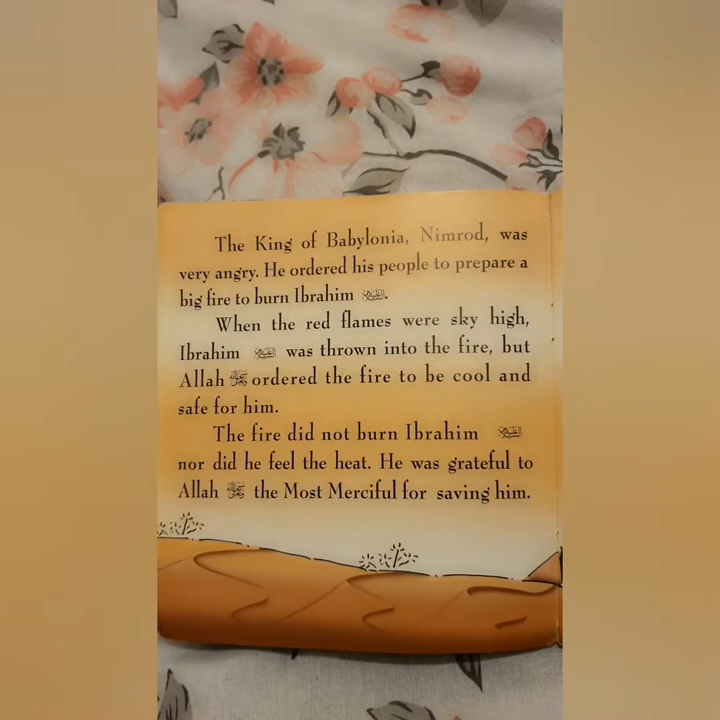 The King of Babylonia, Nimrod, was
very angry. He ordered his people to prepare a
big fire to burn Ibrahim .
When the red flames were sky high,
Ibrahim was thrown into the fire, but
Allah ordered the fire to be cool and
safe for him.
The fire did not burn Ibrahim
nor did he feel the heat. He was grateful to
Allah the Most Merciful for saving him.